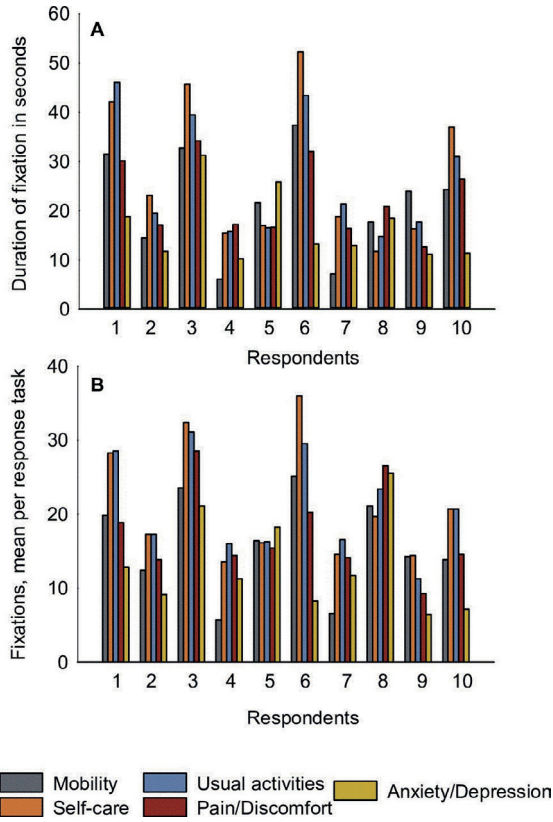 A
Duration of fixation in seconds
60
50
40
30
20
10
0
1 2 3 4 5 6 7 8 9 10
Respondents
B
Fixations, mean per response task
40
30
20
10
0
1 2 3 4 5 6 7 8 9 10
Respondents
Mobility Usual activities Anxiety/Depression
Self-care Pain/Discomfort